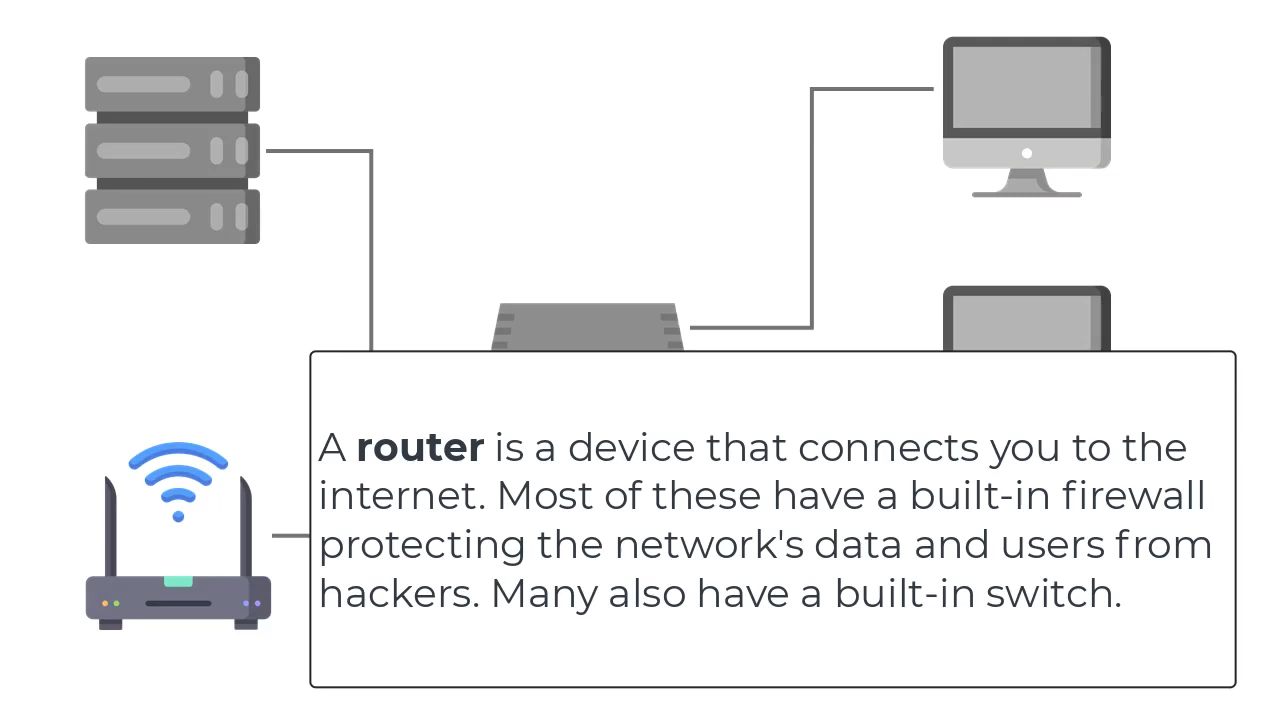 A router is a device that connects you to the
internet. Most of these have a built-in firewall
protecting the network's data and users from
hackers. Many also have a built-in switch.